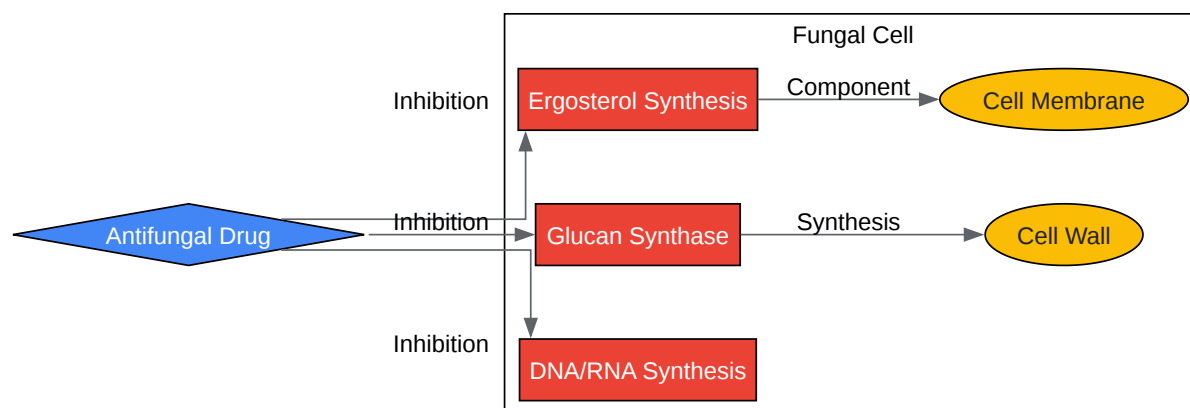 Fungal Cell
Inhibition
Ergosterol Synthesis
Component
Cell Membrane
Antifungal Drug
Inhibition
Glucan Synthase
Synthesis
Cell Wall
Inhibition
DNA/RNA Synthesis